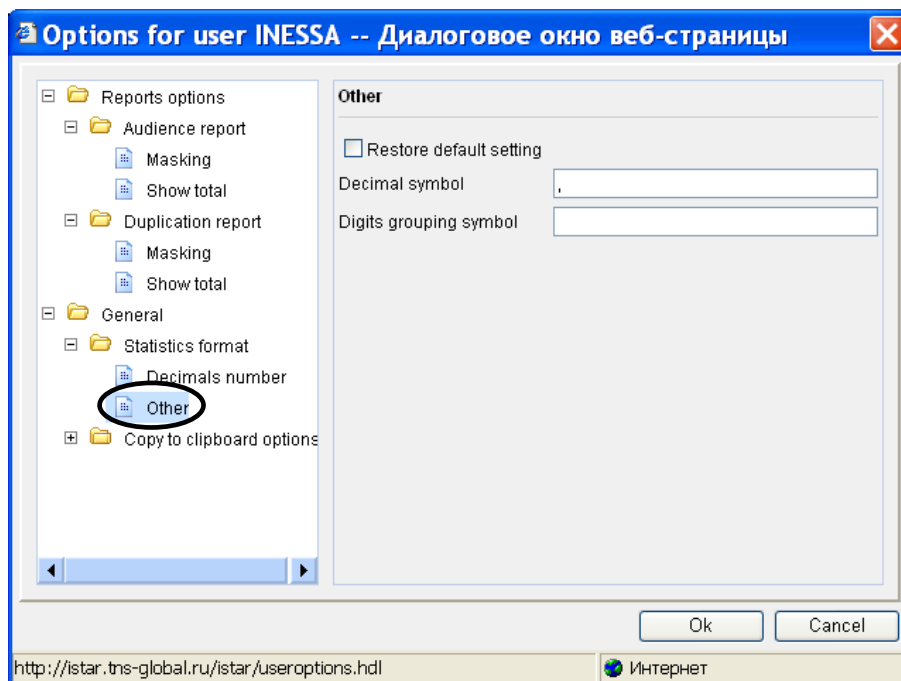 Options for user INESSA -- Диалоговое окно веб-страницы
Reports options
Audience report
Masking
Show total
Duplication report
Masking
Show total
General
Statistics format
Decimals number
Other
Copy to clipboard options
Other
Restore default setting
Decimal symbol ,
Digits grouping symbol
Ok Cancel
http://istar.tns-global.ru/istar/useroptions.hdl Интернет